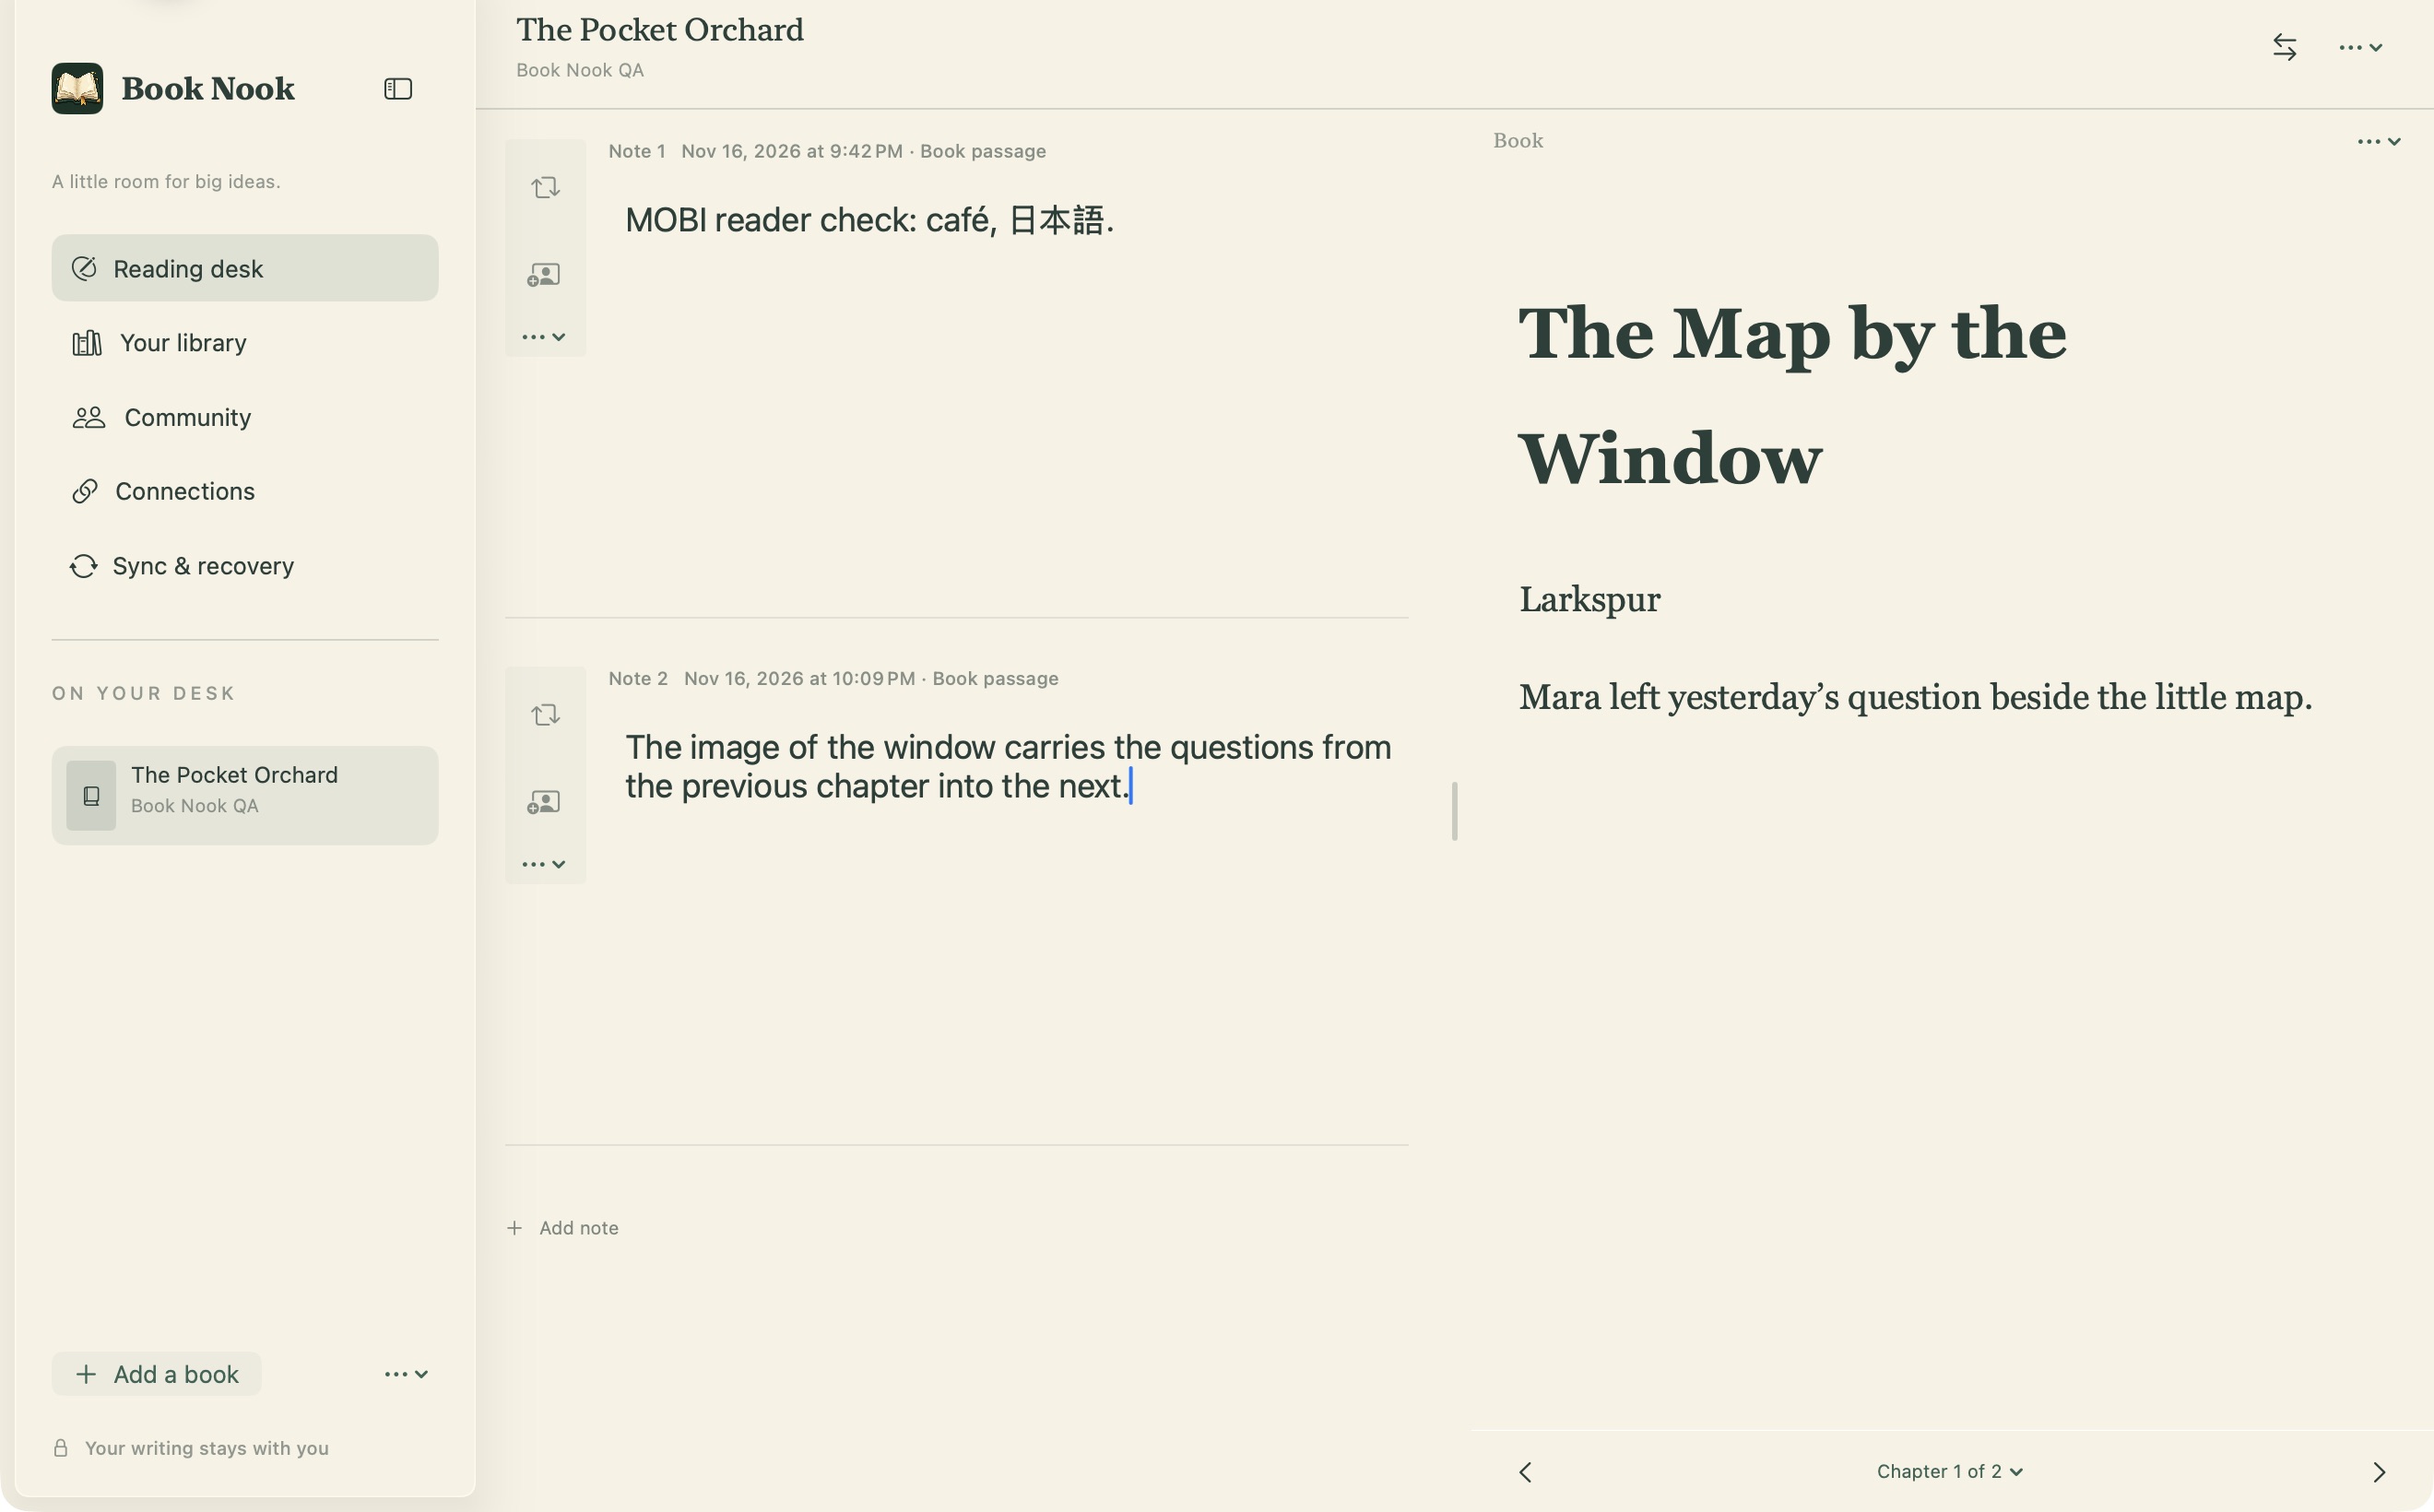 Book Nook
A little room for big ideas.
Reading desk
Your library
Community
Connections
Sync & recovery
ON YOUR DESK
The Pocket Orchard
Book Nook QA
Add a book
Your writing stays with you
The Pocket Orchard
Book Nook QA
Note 1 Nov 16, 2026 at 9:42 PM · Book passage
MOBI reader check: café, 日本語.
Note 2 Nov 16, 2026 at 10:09 PM · Book passage
The image of the window carries the questions from
the previous chapter into the next.
Add note
Book
The Map by the
Window
Larkspur
Mara left yesterday’s question beside the little map.
Chapter 1 of 2